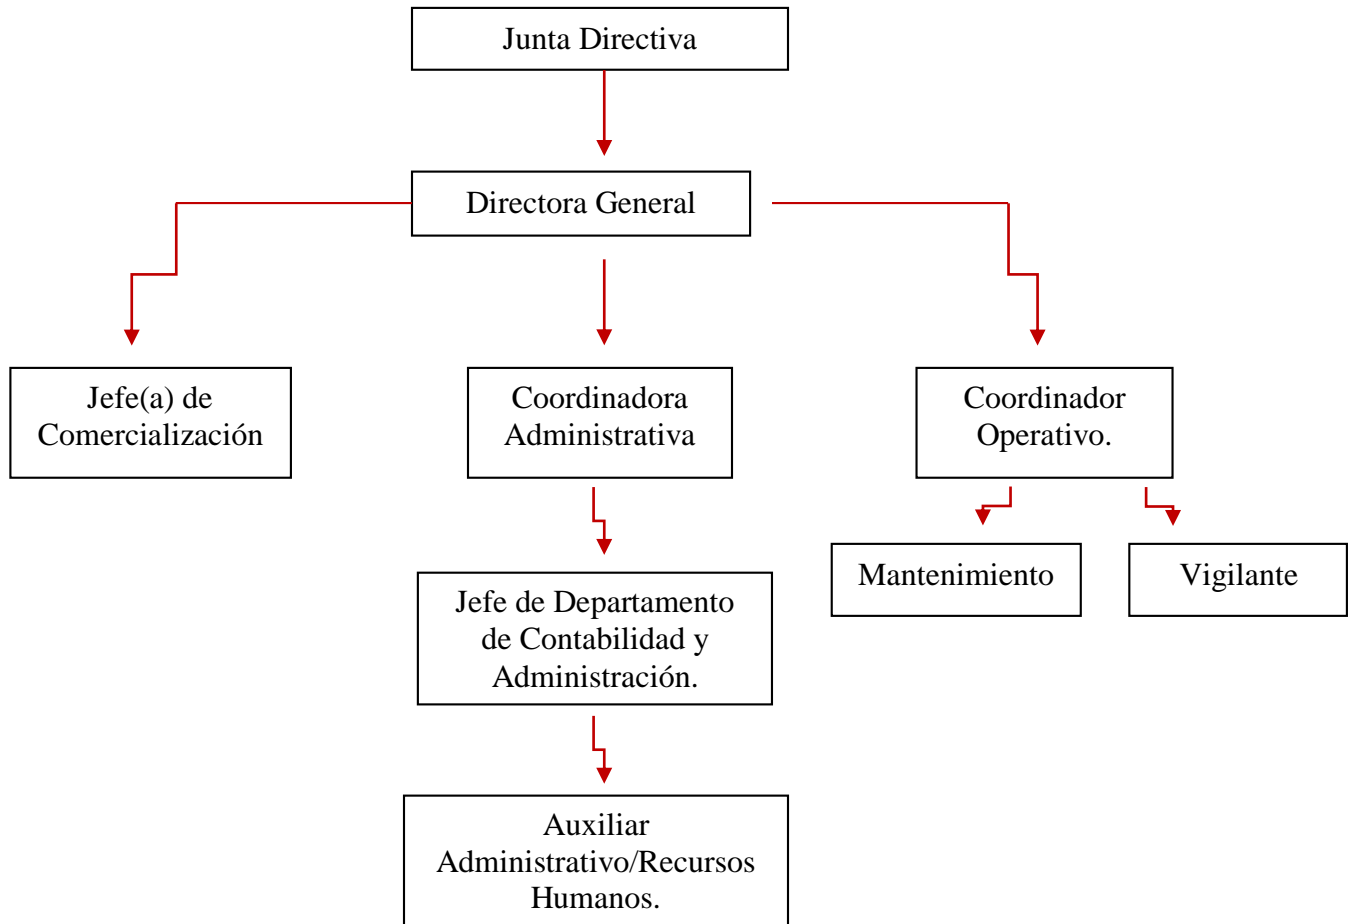 Junta Directiva
Directora General
Jefe(a) de
Comercialización
Coordinadora
Administrativa
Coordinador
Operativo.
Mantenimiento
Vigilante
Jefe de Departamento
de Contabilidad y
Administración.
Auxiliar
Administrativo/Recursos
Humanos.